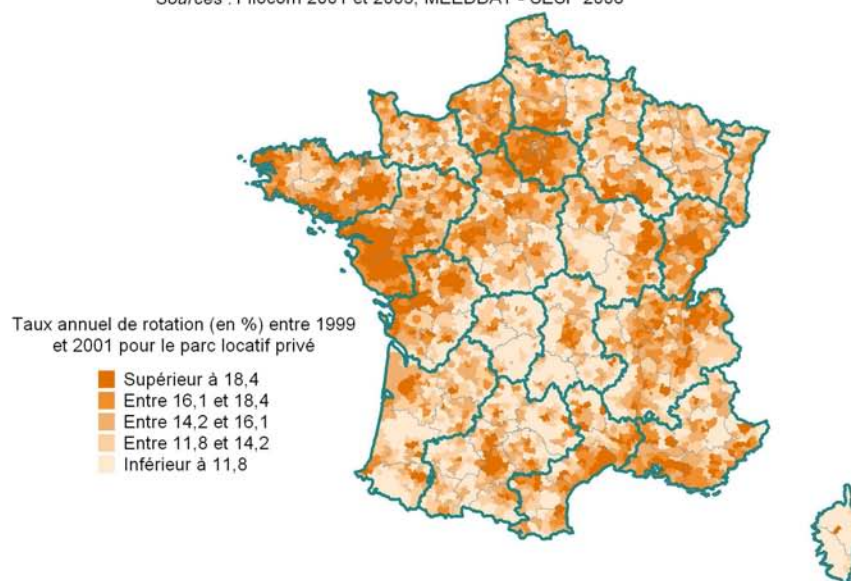 Taux annuel de rotation (en %) entre 1999
et 2001 pour le parc locatif privé
Supérieur à 18,4
Entre 16,1 et 18,4
Entre 14,2 et 16,1
Entre 11,8 et 14,2
Inférieur à 11,8